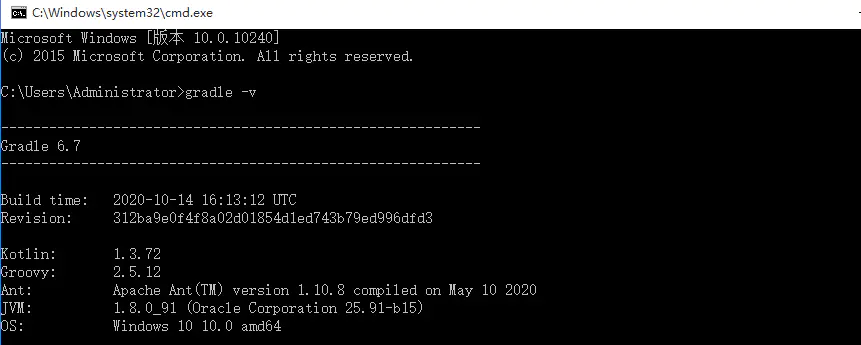 C:\Windows\system32\cmd.exe
Microsoft Windows [版本 10.0.10240]
(c) 2015 Microsoft Corporation. All rights reserved.
C:\Users\Administrator>gradle -v
------------------------------------------------------------
Gradle 6.7
------------------------------------------------------------
Build time:   2020-10-14 16:13:12 UTC
Revision:     312ba9e0f4f8a02d01854d1ed743b79ed996dfd3
Kotlin:       1.3.72
Groovy:       2.5.12
Ant:          Apache Ant(TM) version 1.10.8 compiled on May 10 2020
JVM:          1.8.0_91 (Oracle Corporation 25.91-b15)
OS:           Windows 10 10.0 amd64